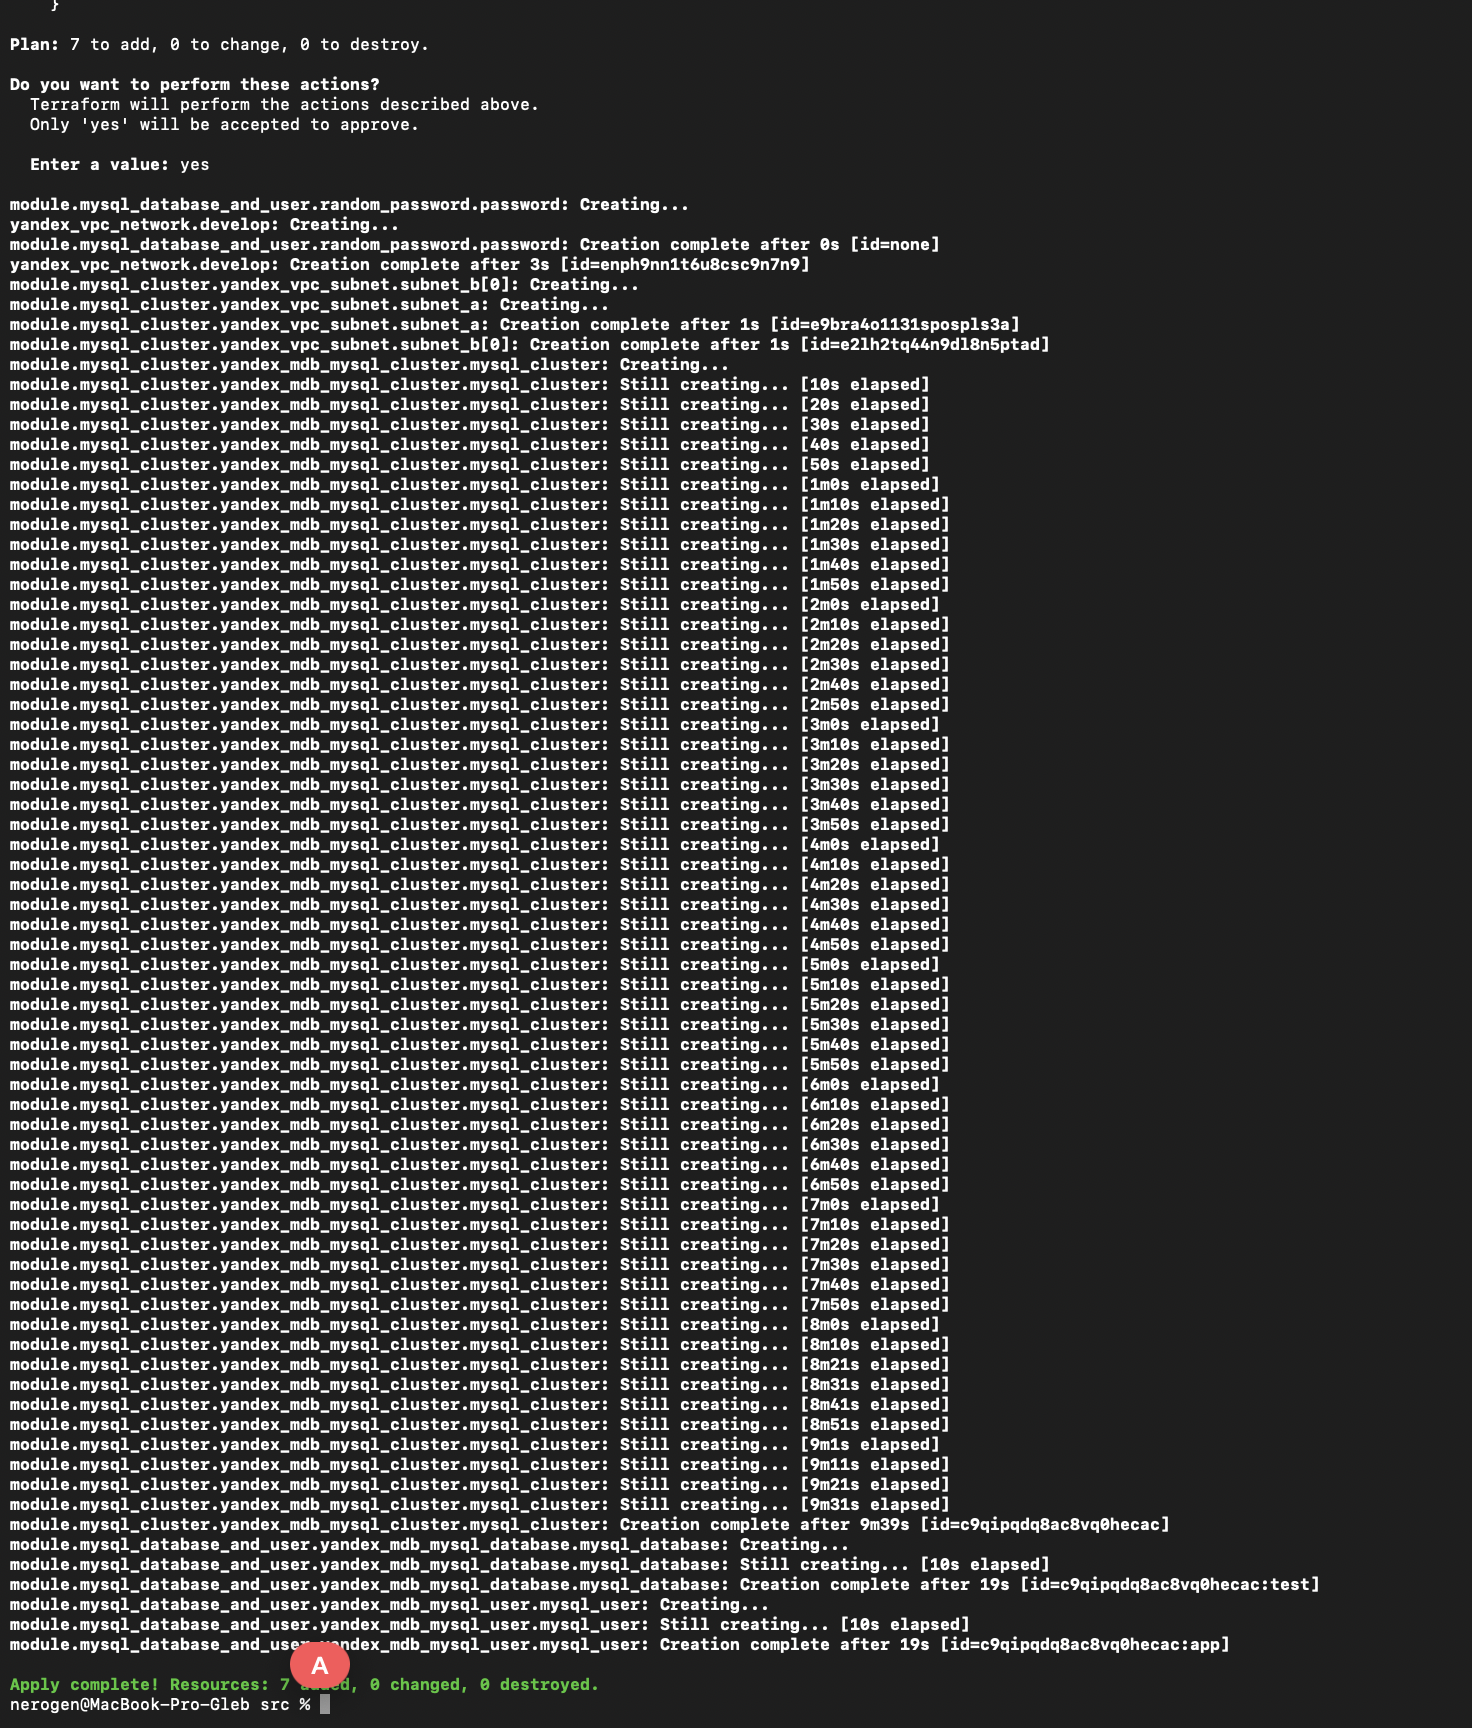 }
Plan: 7 to add, 0 to change, 0 to destroy.
Do you want to perform these actions?
Terraform will perform the actions described above.
Only 'yes' will be accepted to approve.
Enter a value: yes
module.mysql_database_and_user.random_password.password: Creating...
yandex_vpc_network.develop: Creating...
module.mysql_database_and_user.random_password.password: Creation complete after 0s [id=none]
yandex_vpc_network.develop: Creation complete after 3s [id=enph9nn1t6u8csc9n7n9]
module.mysql_cluster.yandex_vpc_subnet.subnet_b[0]: Creating...
module.mysql_cluster.yandex_vpc_subnet.subnet_a: Creating...
module.mysql_cluster.yandex_vpc_subnet.subnet_a: Creation complete after 1s [id=e9bra4o1131spospls3a]
module.mysql_cluster.yandex_vpc_subnet.subnet_b[0]: Creation complete after 1s [id=e2lh2tq44n9dl8n5ptad]
module.mysql_cluster.yandex_mdb_mysql_cluster.mysql_cluster: Creating...
module.mysql_cluster.yandex_mdb_mysql_cluster.mysql_cluster: Still creating... [10s elapsed]
module.mysql_cluster.yandex_mdb_mysql_cluster.mysql_cluster: Still creating... [20s elapsed]
module.mysql_cluster.yandex_mdb_mysql_cluster.mysql_cluster: Still creating... [30s elapsed]
module.mysql_cluster.yandex_mdb_mysql_cluster.mysql_cluster: Still creating... [40s elapsed]
module.mysql_cluster.yandex_mdb_mysql_cluster.mysql_cluster: Still creating... [50s elapsed]
module.mysql_cluster.yandex_mdb_mysql_cluster.mysql_cluster: Still creating... [1m0s elapsed]
module.mysql_cluster.yandex_mdb_mysql_cluster.mysql_cluster: Still creating... [1m10s elapsed]
module.mysql_cluster.yandex_mdb_mysql_cluster.mysql_cluster: Still creating... [1m20s elapsed]
module.mysql_cluster.yandex_mdb_mysql_cluster.mysql_cluster: Still creating... [1m30s elapsed]
module.mysql_cluster.yandex_mdb_mysql_cluster.mysql_cluster: Still creating... [1m40s elapsed]
module.mysql_cluster.yandex_mdb_mysql_cluster.mysql_cluster: Still creating... [1m50s elapsed]
module.mysql_cluster.yandex_mdb_mysql_cluster.mysql_cluster: Still creating... [2m0s elapsed]
module.mysql_cluster.yandex_mdb_mysql_cluster.mysql_cluster: Still creating... [2m10s elapsed]
module.mysql_cluster.yandex_mdb_mysql_cluster.mysql_cluster: Still creating... [2m20s elapsed]
module.mysql_cluster.yandex_mdb_mysql_cluster.mysql_cluster: Still creating... [2m30s elapsed]
module.mysql_cluster.yandex_mdb_mysql_cluster.mysql_cluster: Still creating... [2m40s elapsed]
module.mysql_cluster.yandex_mdb_mysql_cluster.mysql_cluster: Still creating... [2m50s elapsed]
module.mysql_cluster.yandex_mdb_mysql_cluster.mysql_cluster: Still creating... [3m0s elapsed]
module.mysql_cluster.yandex_mdb_mysql_cluster.mysql_cluster: Still creating... [3m10s elapsed]
module.mysql_cluster.yandex_mdb_mysql_cluster.mysql_cluster: Still creating... [3m20s elapsed]
module.mysql_cluster.yandex_mdb_mysql_cluster.mysql_cluster: Still creating... [3m30s elapsed]
module.mysql_cluster.yandex_mdb_mysql_cluster.mysql_cluster: Still creating... [3m40s elapsed]
module.mysql_cluster.yandex_mdb_mysql_cluster.mysql_cluster: Still creating... [3m50s elapsed]
module.mysql_cluster.yandex_mdb_mysql_cluster.mysql_cluster: Still creating... [4m0s elapsed]
module.mysql_cluster.yandex_mdb_mysql_cluster.mysql_cluster: Still creating... [4m10s elapsed]
module.mysql_cluster.yandex_mdb_mysql_cluster.mysql_cluster: Still creating... [4m20s elapsed]
module.mysql_cluster.yandex_mdb_mysql_cluster.mysql_cluster: Still creating... [4m30s elapsed]
module.mysql_cluster.yandex_mdb_mysql_cluster.mysql_cluster: Still creating... [4m40s elapsed]
module.mysql_cluster.yandex_mdb_mysql_cluster.mysql_cluster: Still creating... [4m50s elapsed]
module.mysql_cluster.yandex_mdb_mysql_cluster.mysql_cluster: Still creating... [5m0s elapsed]
module.mysql_cluster.yandex_mdb_mysql_cluster.mysql_cluster: Still creating... [5m10s elapsed]
module.mysql_cluster.yandex_mdb_mysql_cluster.mysql_cluster: Still creating... [5m20s elapsed]
module.mysql_cluster.yandex_mdb_mysql_cluster.mysql_cluster: Still creating... [5m30s elapsed]
module.mysql_cluster.yandex_mdb_mysql_cluster.mysql_cluster: Still creating... [5m40s elapsed]
module.mysql_cluster.yandex_mdb_mysql_cluster.mysql_cluster: Still creating... [5m50s elapsed]
module.mysql_cluster.yandex_mdb_mysql_cluster.mysql_cluster: Still creating... [6m0s elapsed]
module.mysql_cluster.yandex_mdb_mysql_cluster.mysql_cluster: Still creating... [6m10s elapsed]
module.mysql_cluster.yandex_mdb_mysql_cluster.mysql_cluster: Still creating... [6m20s elapsed]
module.mysql_cluster.yandex_mdb_mysql_cluster.mysql_cluster: Still creating... [6m30s elapsed]
module.mysql_cluster.yandex_mdb_mysql_cluster.mysql_cluster: Still creating... [6m40s elapsed]
module.mysql_cluster.yandex_mdb_mysql_cluster.mysql_cluster: Still creating... [6m50s elapsed]
module.mysql_cluster.yandex_mdb_mysql_cluster.mysql_cluster: Still creating... [7m0s elapsed]
module.mysql_cluster.yandex_mdb_mysql_cluster.mysql_cluster: Still creating... [7m10s elapsed]
module.mysql_cluster.yandex_mdb_mysql_cluster.mysql_cluster: Still creating... [7m20s elapsed]
module.mysql_cluster.yandex_mdb_mysql_cluster.mysql_cluster: Still creating... [7m30s elapsed]
module.mysql_cluster.yandex_mdb_mysql_cluster.mysql_cluster: Still creating... [7m40s elapsed]
module.mysql_cluster.yandex_mdb_mysql_cluster.mysql_cluster: Still creating... [7m50s elapsed]
module.mysql_cluster.yandex_mdb_mysql_cluster.mysql_cluster: Still creating... [8m0s elapsed]
module.mysql_cluster.yandex_mdb_mysql_cluster.mysql_cluster: Still creating... [8m10s elapsed]
module.mysql_cluster.yandex_mdb_mysql_cluster.mysql_cluster: Still creating... [8m21s elapsed]
module.mysql_cluster.yandex_mdb_mysql_cluster.mysql_cluster: Still creating... [8m31s elapsed]
module.mysql_cluster.yandex_mdb_mysql_cluster.mysql_cluster: Still creating... [8m41s elapsed]
module.mysql_cluster.yandex_mdb_mysql_cluster.mysql_cluster: Still creating... [8m51s elapsed]
module.mysql_cluster.yandex_mdb_mysql_cluster.mysql_cluster: Still creating... [9m1s elapsed]
module.mysql_cluster.yandex_mdb_mysql_cluster.mysql_cluster: Still creating... [9m11s elapsed]
module.mysql_cluster.yandex_mdb_mysql_cluster.mysql_cluster: Still creating... [9m21s elapsed]
module.mysql_cluster.yandex_mdb_mysql_cluster.mysql_cluster: Still creating... [9m31s elapsed]
module.mysql_cluster.yandex_mdb_mysql_cluster.mysql_cluster: Creation complete after 9m39s [id=c9qipqdq8ac8vq0hecac]
module.mysql_database_and_user.yandex_mdb_mysql_database.mysql_database: Creating...
module.mysql_database_and_user.yandex_mdb_mysql_database.mysql_database: Still creating... [10s elapsed]
module.mysql_database_and_user.yandex_mdb_mysql_database.mysql_database: Creation complete after 19s [id=c9qipqdq8ac8vq0hecac:test]
module.mysql_database_and_user.yandex_mdb_mysql_user.mysql_user: Creating...
module.mysql_database_and_user.yandex_mdb_mysql_user.mysql_user: Still creating... [10s elapsed]
module.mysql_database_and_user.yandex_mdb_mysql_user.mysql_user: Creation complete after 19s [id=c9qipqdq8ac8vq0hecac:app]
A
Apply complete! Resources: 7 added, 0 changed, 0 destroyed.
nerogen@MacBook-Pro-Gleb src %